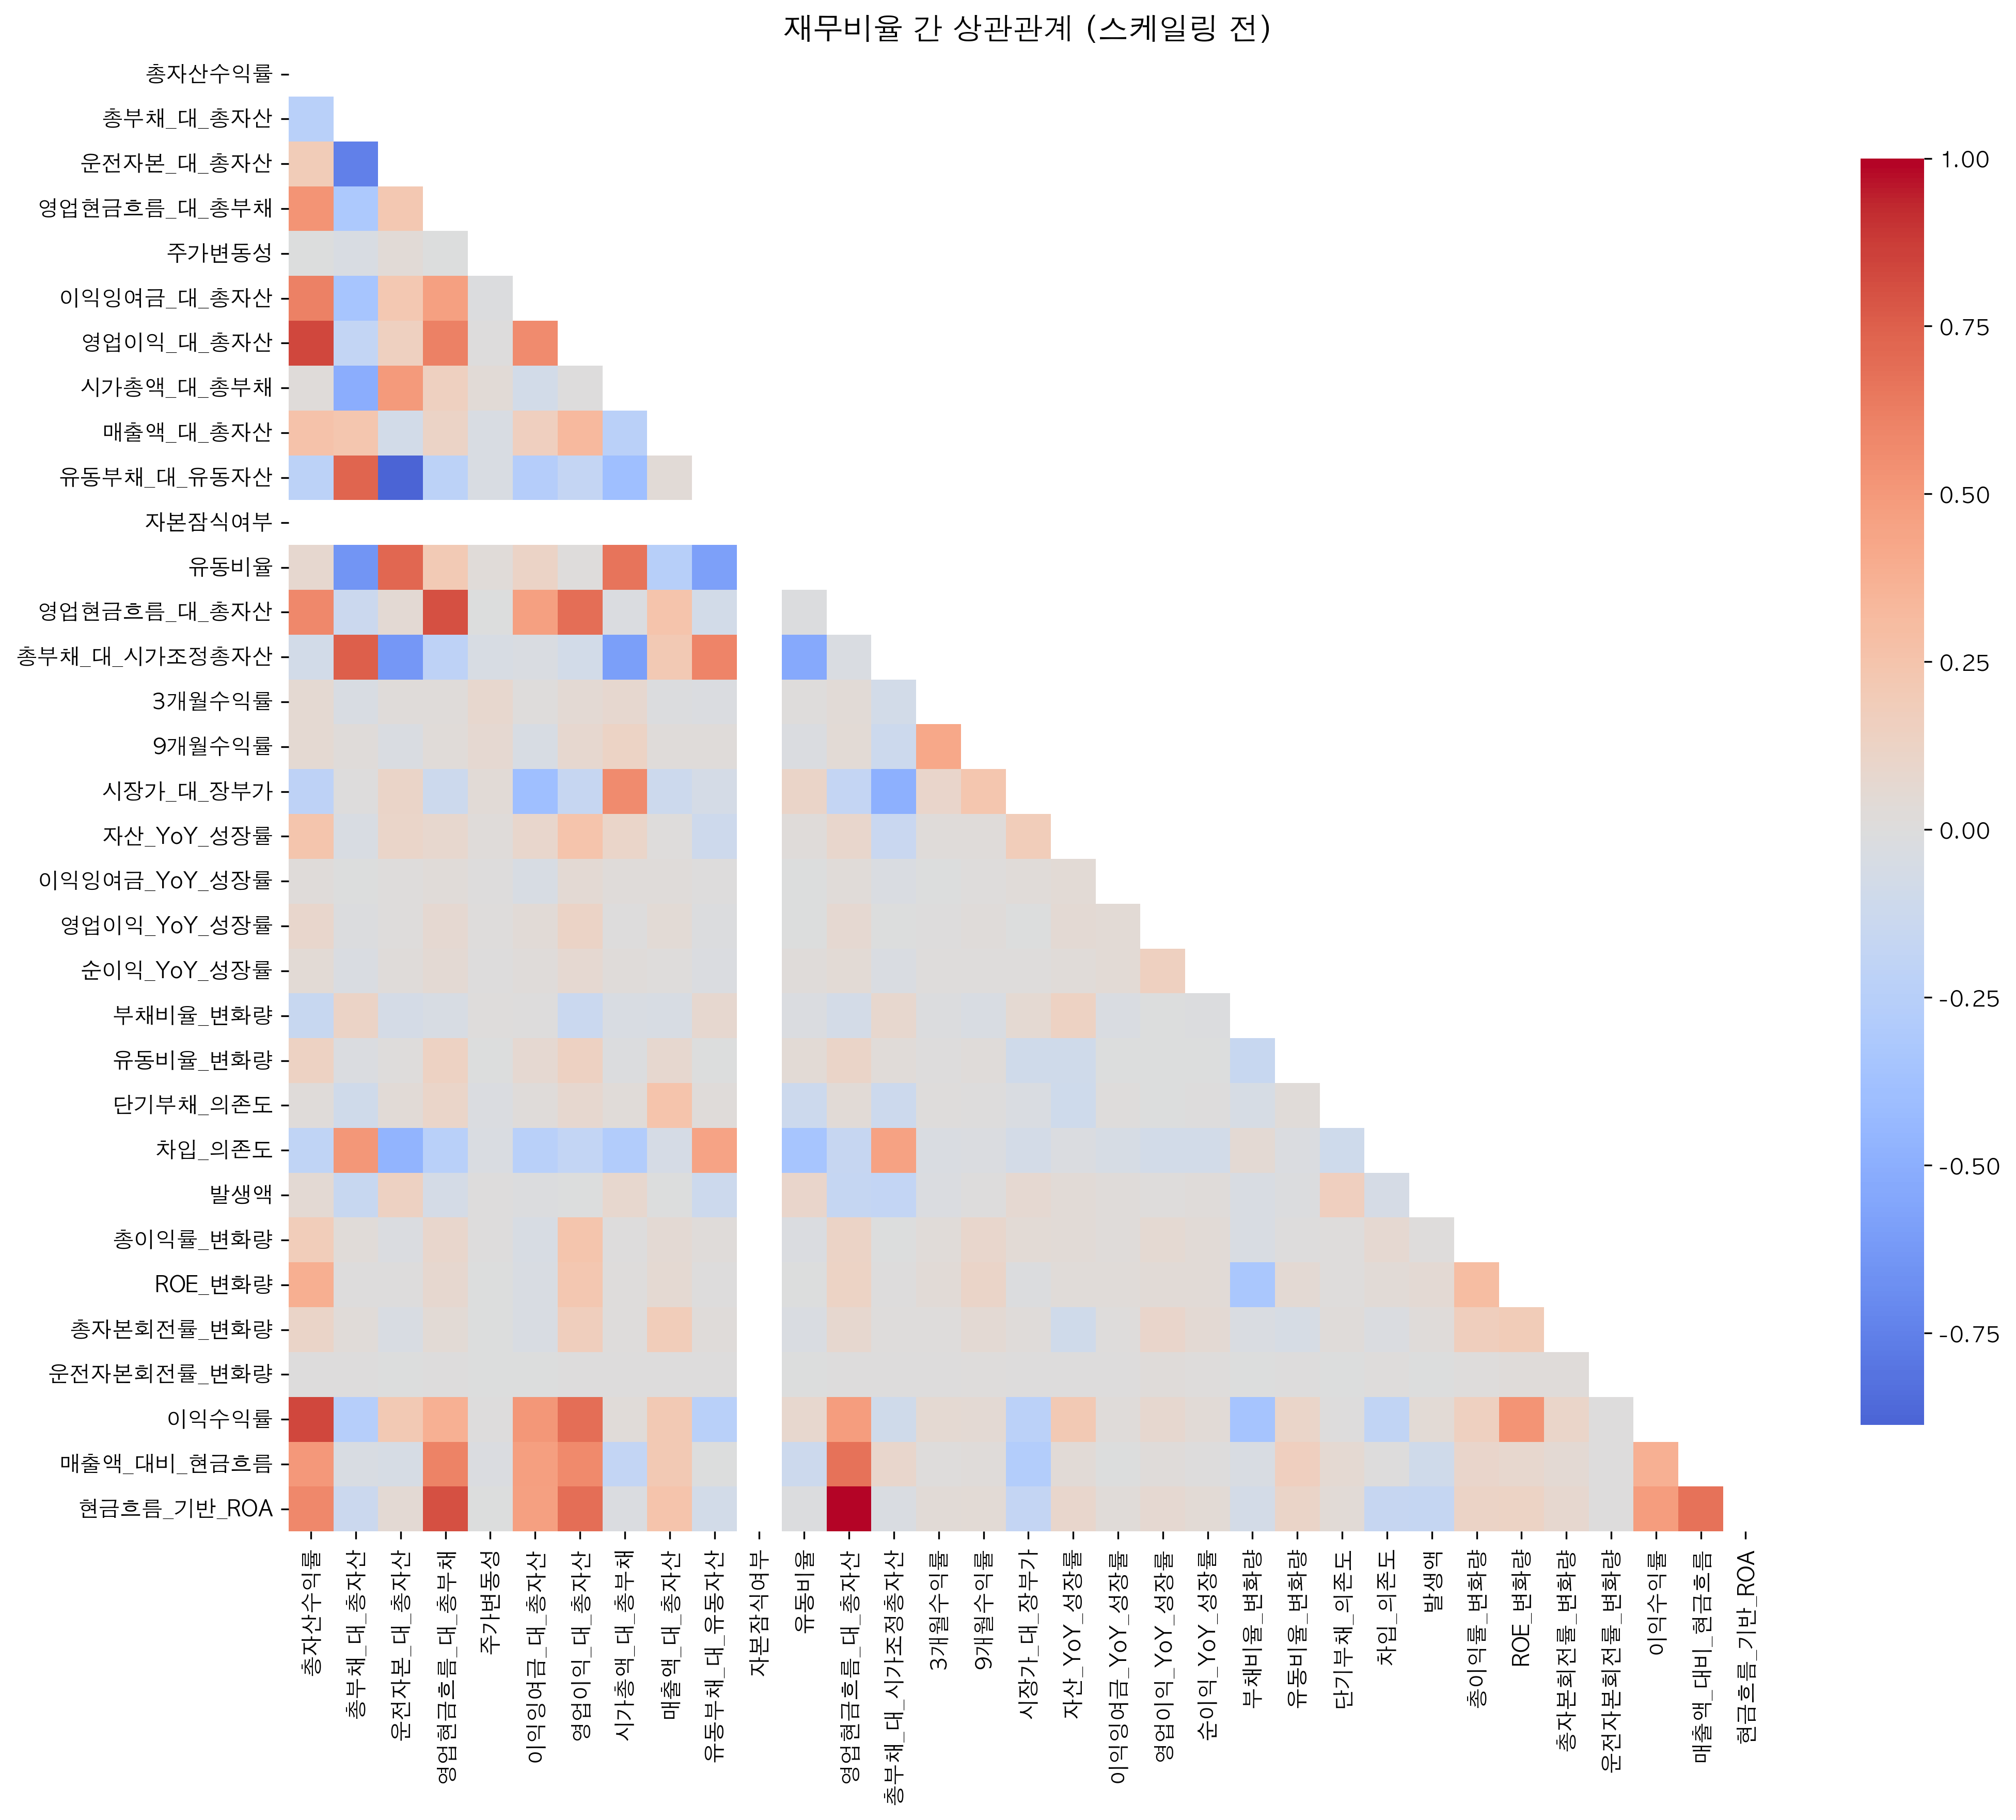 재무비율 간 상관관계 (스케일링 전)
총자산수익률
총부채_대_총자산
운전자본_대_총자산
영업현금흐름_대_총부채
주가변동성
이익잉여금_대_총자산
영업이익_대_총자산
시가총액_대_총부채
매출액_대_총자산
유동부채_대_유동자산
자본잠식여부
유동비율
영업현금흐름_대_총자산
총부채_대_시가조정총자산
3개월수익률
9개월수익률
시장가_대_장부가
자산_YoY_성장률
이익잉여금_YoY_성장률
영업이익_YoY_성장률
순이익_YoY_성장률
부채비율_변화량
유동비율_변화량
단기부채_의존도
차입_의존도
발생액
총이익률_변화량
ROE_변화량
총자본회전률_변화량
운전자본회전률_변화량
이익수익률
매출액_대비_현금흐름
현금흐름_기반_ROA
총자산수익률
총부채_대_총자산
운전자본_대_총자산
영업현금흐름_대_총부채
주가변동성
이익잉여금_대_총자산
영업이익_대_총자산
시가총액_대_총부채
매출액_대_총자산
유동부채_대_유동자산
자본잠식여부
유동비율
영업현금흐름_대_총자산
총부채_대_시가조정총자산
3개월수익률
9개월수익률
시장가_대_장부가
자산_YoY_성장률
이익잉여금_YoY_성장률
영업이익_YoY_성장률
순이익_YoY_성장률
부채비율_변화량
유동비율_변화량
단기부채_의존도
차입_의존도
발생액
총이익률_변화량
ROE_변화량
총자본회전률_변화량
운전자본회전률_변화량
이익수익률
매출액_대비_현금흐름
현금흐름_기반_ROA
1.00
0.75
0.50
0.25
0.00
-0.25
-0.50
-0.75